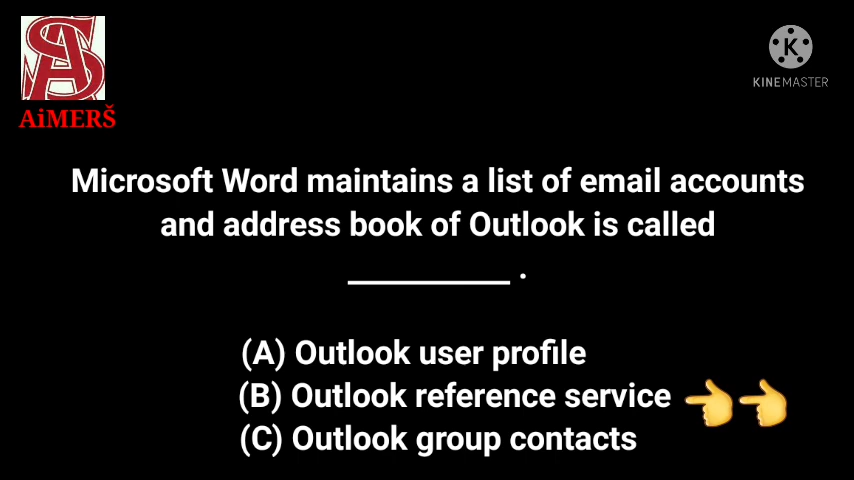 AiMERŠ
KINEMASTER
Microsoft Word maintains a list of email accounts
and address book of Outlook is called
__________ .
(A) Outlook user profile
(B) Outlook reference service
(C) Outlook group contacts